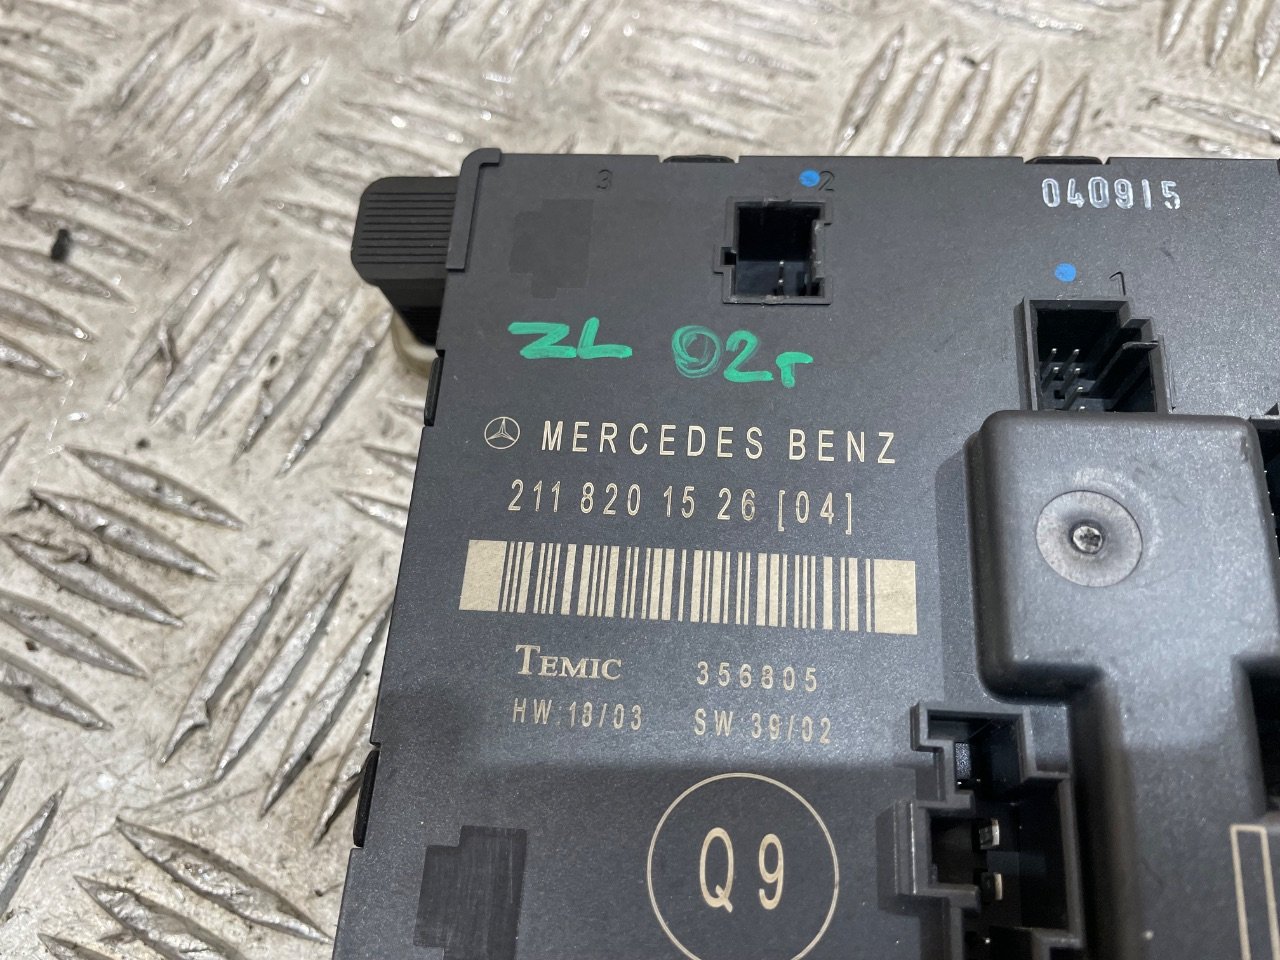 3
2
040915
1
ZL 02r
MERCEDES BENZ
211 820 15 26 [04]
TEMIC 356805
HW:18/03 SW 39/02
Q9